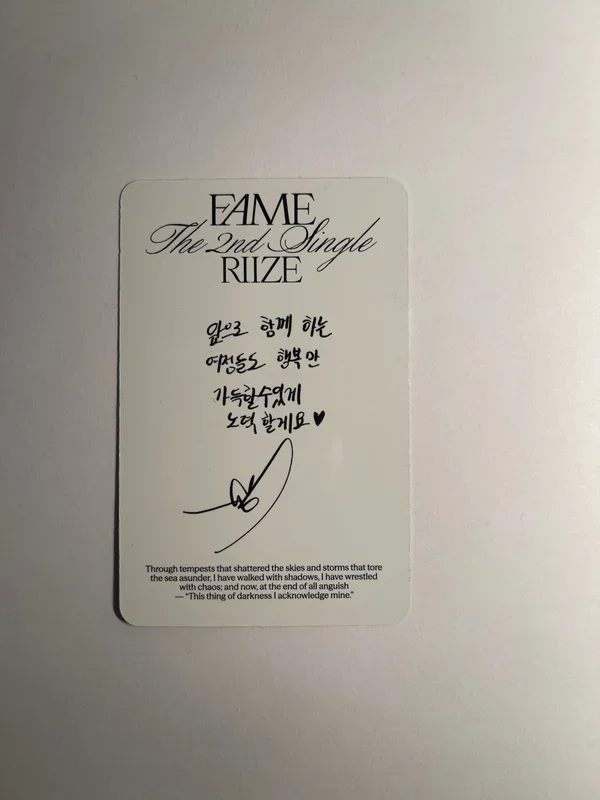 FAME
The 2nd Single
RIIZE
앞으로 함께 하는
여정들도 행복만
가득할수있게
노력 할게요♥
Through tempests that shattered the skies and storms that tore
the sea asunder, I have walked with shadows, I have wrestled
with chaos; and now, at the end of all anguish
— “This thing of darkness I acknowledge mine.”